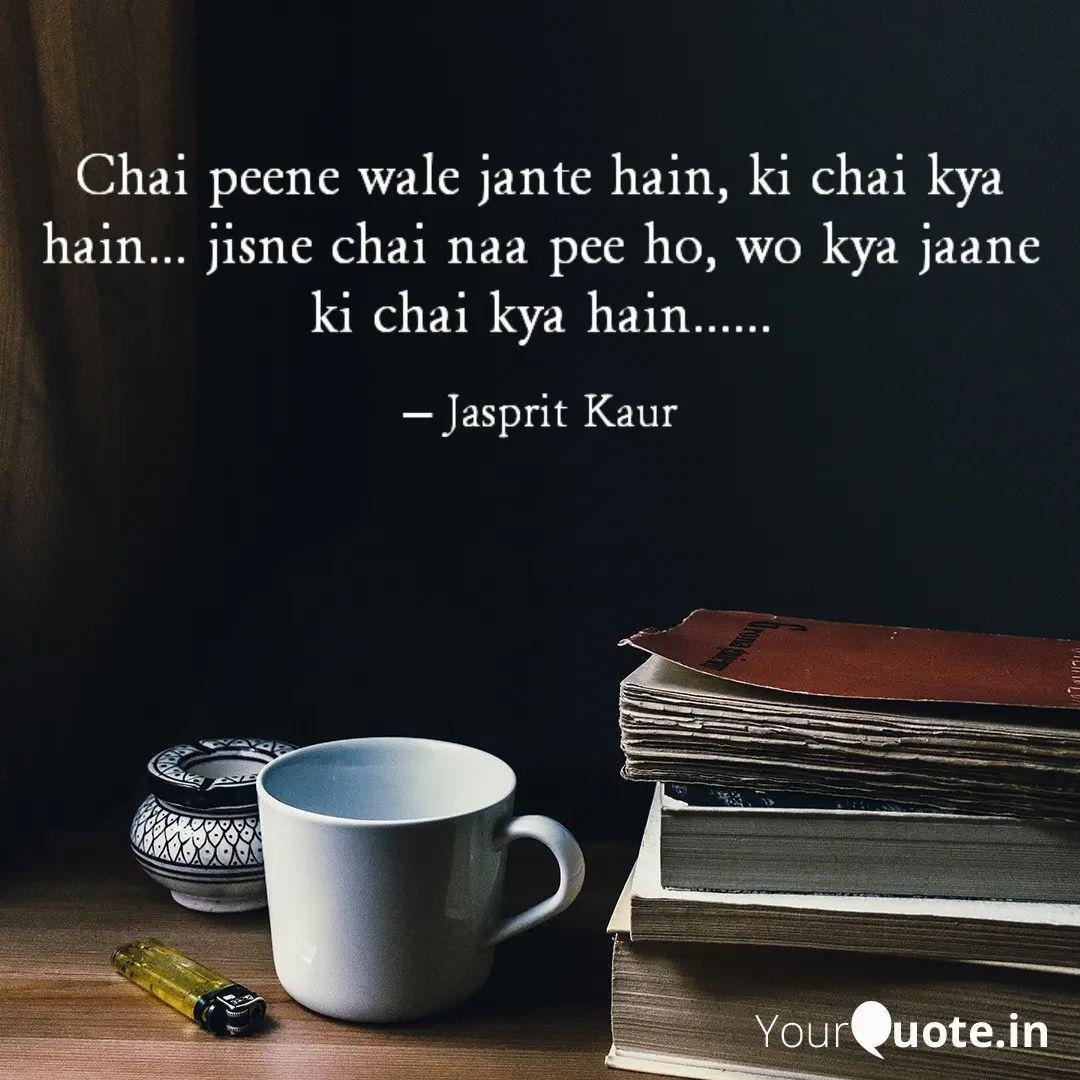 Chai peene wale jante hain, ki chai kya
hain... jisne chai naa pee ho, wo kya jaane
ki chai kya hain......
– Jasprit Kaur
YourQuote.in